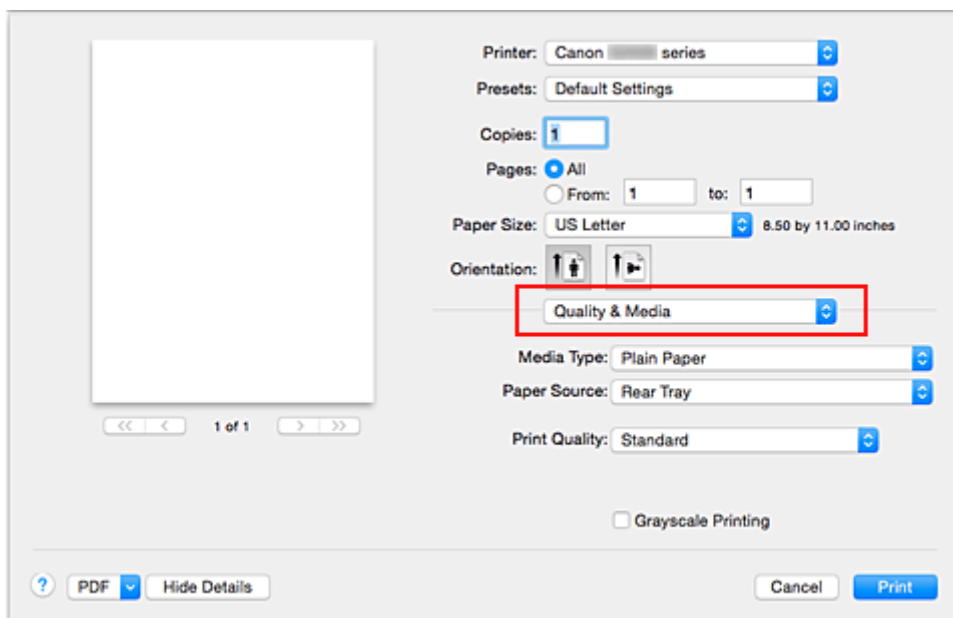 Printer: Canon series
Presets: Default Settings
Copies: 1
Pages: All
From: 1 to: 1
Paper Size: US Letter 8.50 by 11.00 inches
Orientation:
Quality & Media
Media Type: Plain Paper
Paper Source: Rear Tray
1 of 1
Print Quality: Standard
Grayscale Printing
? PDF Hide Details Cancel Print